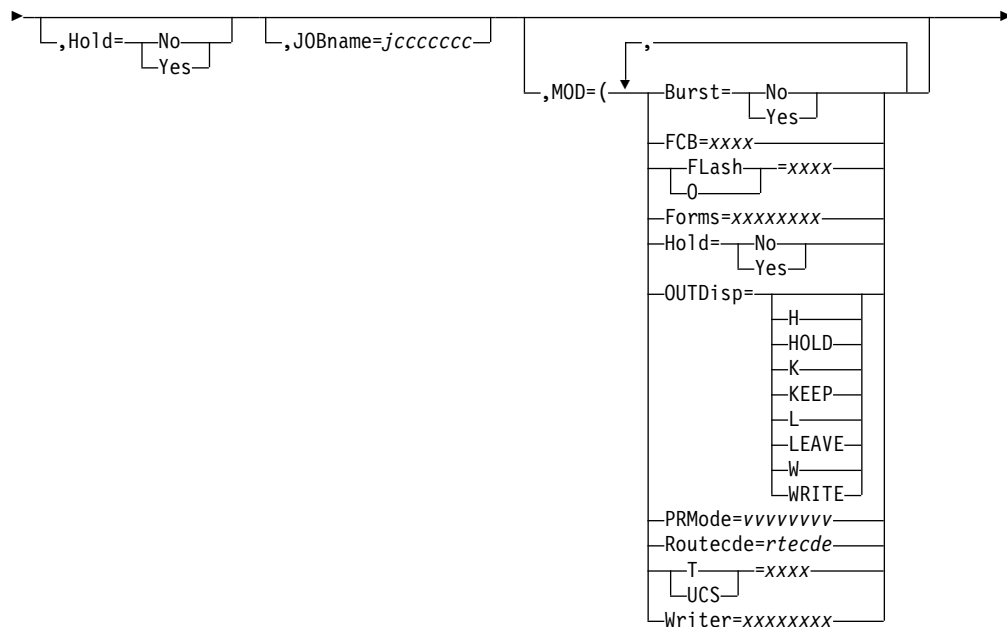 ,Hold= No
Yes
,JOBname=jccccccc
,
,MOD=( Burst= No
Yes
FCB=xxxx
FLash =xxxx
O
Forms=xxxxxxxx
Hold= No
Yes
OUTDisp=
H
HOLD
K
KEEP
L
LEAVE
W
WRITE
PRMode=vvvvvvvv
Routecde=rtecde
T =xxxx
UCS
Writer=xxxxxxxx